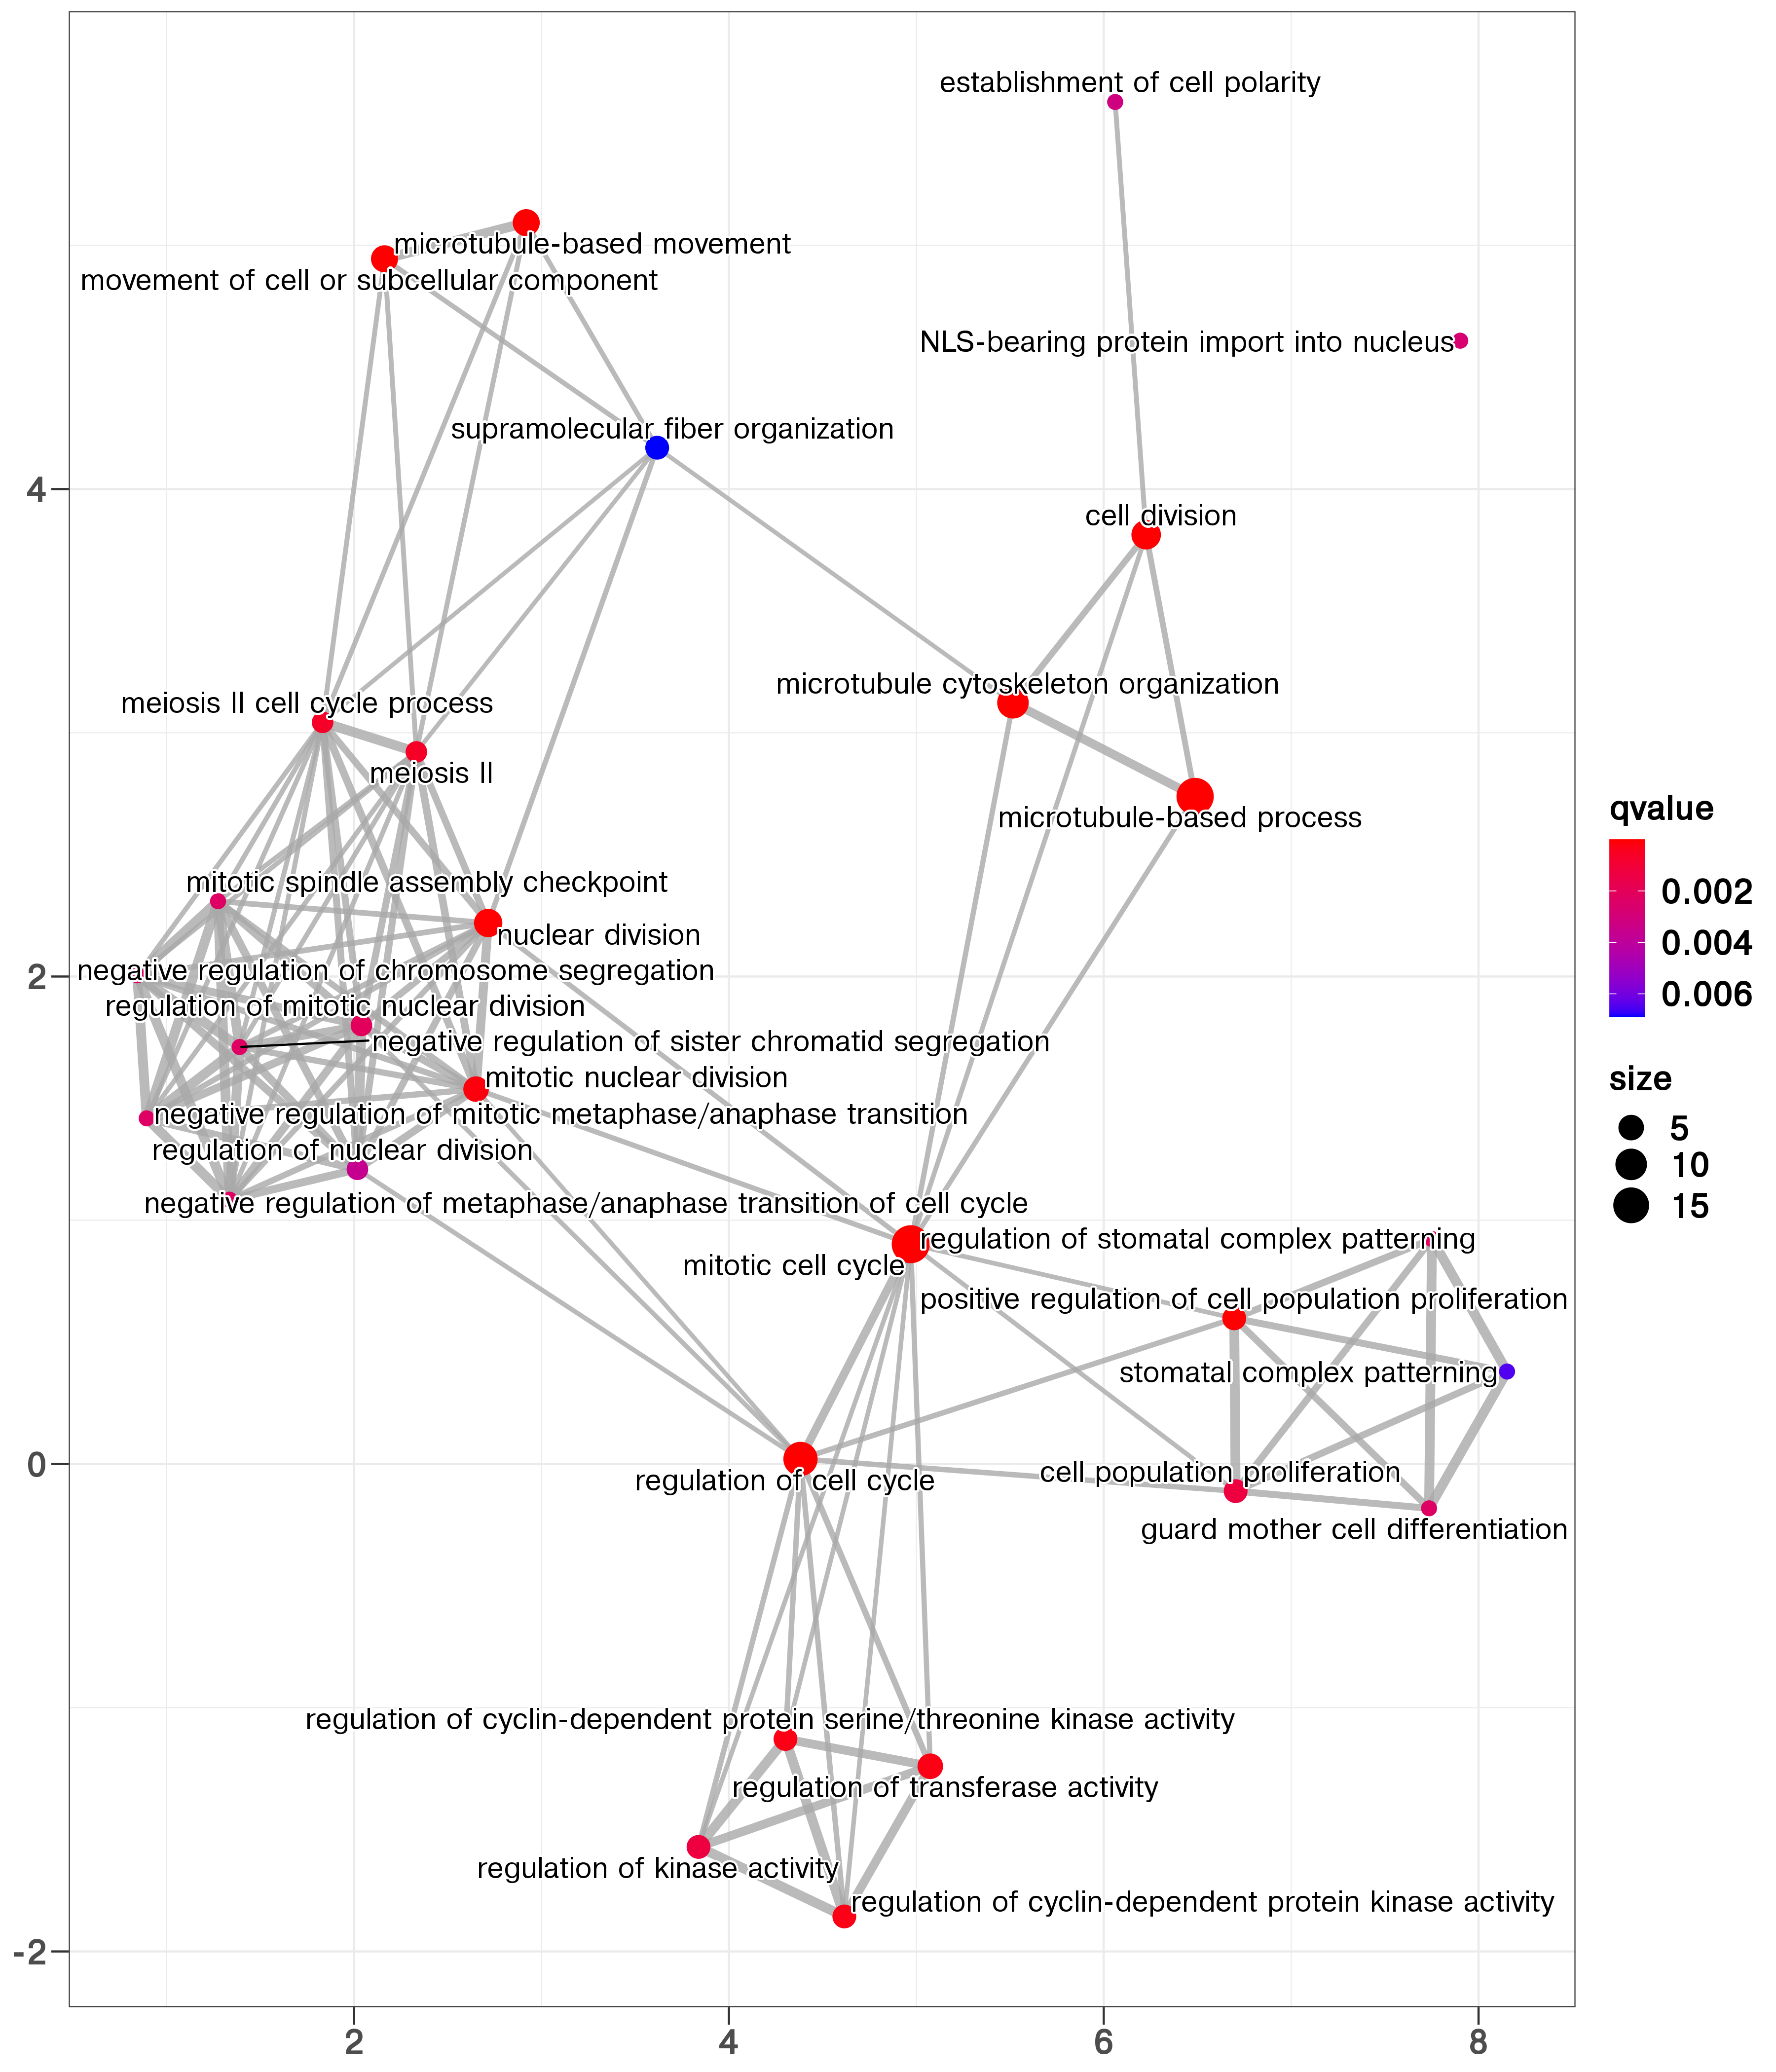 establishment of cell polarity
microtubule-based movement
movement of cell or subcellular component
NLS-bearing protein import into nucleus
supramolecular fiber organization
4
cell division
microtubule cytoskeleton organization
meiosis II cell cycle process
meiosis II
microtubule-based process
qvalue
0.002
0.004
0.006
mitotic spindle assembly checkpoint
nuclear division
2
negative regulation of chromosome segregation
regulation of mitotic nuclear division
negative regulation of sister chromatid segregation
mitotic nuclear division
negative regulation of mitotic metaphase/anaphase transition
regulation of nuclear division
negative regulation of metaphase/anaphase transition of cell cycle
size
5
10
15
regulation of stomatal complex patterning
mitotic cell cycle
positive regulation of cell population proliferation
stomatal complex patterning
0
regulation of cell cycle
cell population proliferation
guard mother cell differentiation
regulation of cyclin-dependent protein serine/threonine kinase activity
regulation of transferase activity
regulation of kinase activity
regulation of cyclin-dependent protein kinase activity
-2
2
4
6
8